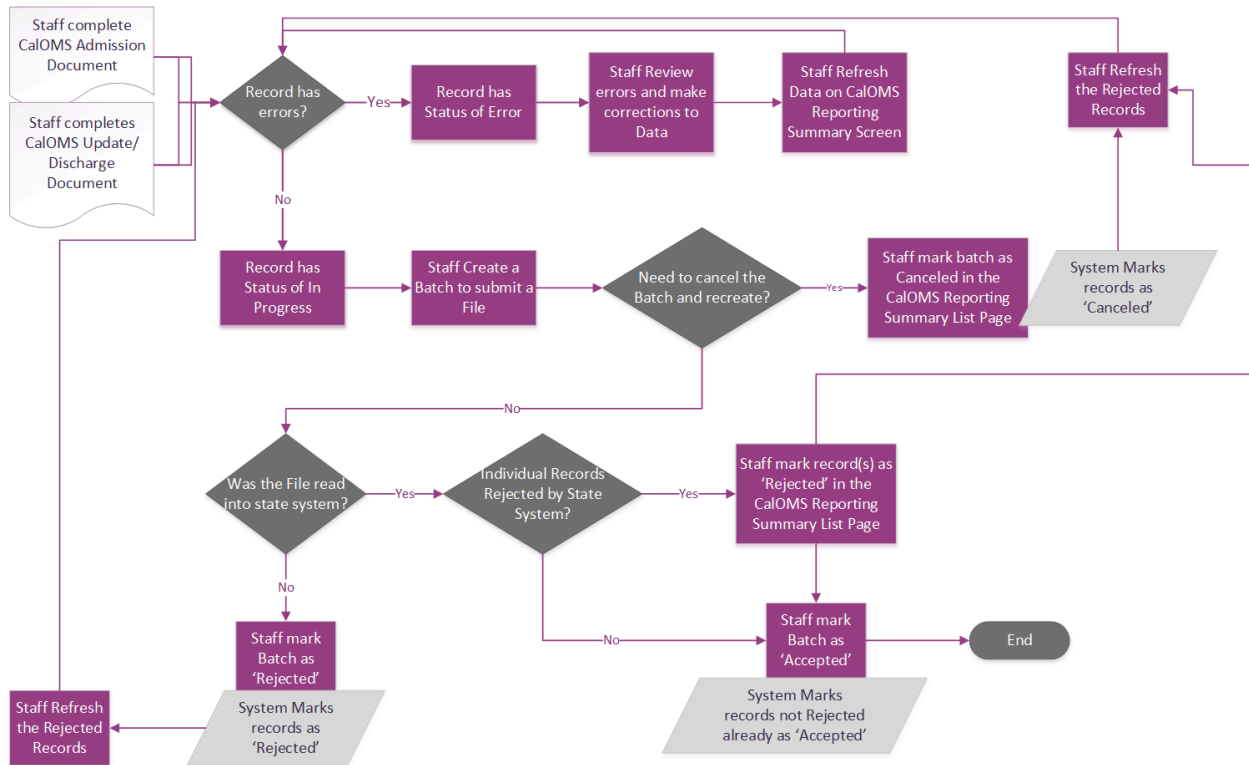 Staff complete
CalOMS Admission
Document
Staff completes
CalOMS Update/
Discharge
Document
Record has
errors?
Yes
Record has
Status of Error
Staff Review
errors and make
corrections to
Data
Staff Refresh
Data on CalOMS
Reporting
Summary Screen
Staff Refresh
the Rejected
Records
No
Record has
Status of In
Progress
Staff Create a
Batch to submit a
File
Need to cancel the
Batch and recreate?
Yes
Staff mark batch as
Canceled in the
CalOMS Reporting
Summary List Page
System Marks
records as
‘Canceled’
No
Was the File read
into state system?
Yes
Individual Records
Rejected by State
System?
Yes
Staff mark record(s) as
‘Rejected’ in the
CalOMS Reporting
Summary List Page
No
Staff mark
Batch as
‘Rejected’
System Marks
records as
‘Rejected’
Staff Refresh
the Rejected
Records
No
Staff mark
Batch as
‘Accepted’
System Marks
records not Rejected
already as ‘Accepted’
End